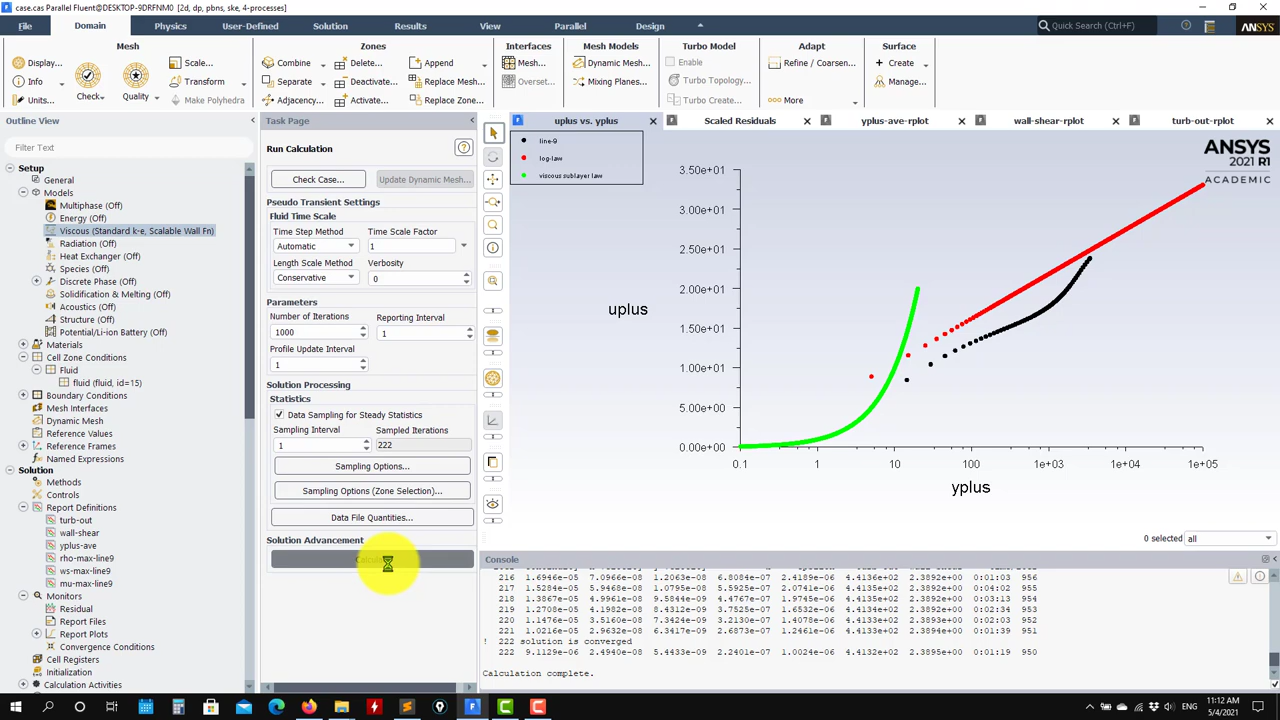 case.cas Parallel Fluent@DESKTOP-9DRFNM0 [2d, dp, pbns, ske, 4-processes]
File Domain Physics User-Defined Solution Results View Parallel Design Quick Search (Ctrl+F) ANSYS
Mesh Zones Interfaces Mesh Models Turbo Model Adapt Surface
Display... Scale... Combine Delete... Append Mesh... Dynamic Mesh... Enable Refine / Coarsen... Create
Info Check Quality Transform Separate Deactivate... Replace Mesh... Overset... Mixing Planes... Turbo Topology... Manage...
Units... Make Polyhedra Adjacency... Activate... Replace Zone... Turbo Create... More
Outline View
Filter Text
Setup
General
Models
Multiphase (Off)
Energy (Off)
Viscous (Standard k-e, Scalable Wall Fn)
Radiation (Off)
Heat Exchanger (Off)
Species (Off)
Discrete Phase (Off)
Solidification & Melting (Off)
Acoustics (Off)
Structure (Off)
Potential/Li-ion Battery (Off)
Materials
Cell Zone Conditions
Fluid
fluid (fluid, id=15)
Boundary Conditions
Mesh Interfaces
Dynamic Mesh
Reference Values
Reference Frames
Named Expressions
Solution
Methods
Controls
Report Definitions
turb-out
wall-shear
yplus-ave
rho-max-line9
ws-max-line9
mu-max-line9
Monitors
Residual
Report Files
Report Plots
Convergence Conditions
Cell Registers
Initialization
Calculation Activities
Task Page
Run Calculation
Check Case... Update Dynamic Mesh...
Pseudo Transient Settings
Fluid Time Scale
Time Step Method Time Scale Factor
Automatic 1
Length Scale Method Verbosity
Conservative 0
Parameters
Number of Iterations Reporting Interval
1000 1
Profile Update Interval
1
Solution Processing
Statistics
Data Sampling for Steady Statistics
Sampling Interval Sampled Iterations
1 222
Sampling Options...
Sampling Options (Zone Selection)...
Data File Quantities...
Solution Advancement
uplus vs. yplus Scaled Residuals yplus-ave-rplot wall-shear-rplot turb-out-rplot
line-9
log-law
viscous sublayer law
ANSYS
2021 R1
ACADEMIC
3.50e+01
3.00e+01
2.50e+01
2.00e+01
1.50e+01
1.00e+01
5.00e+00
0.00e+00
uplus
0.1 1 10 100 1e+03 1e+04 1e+05
yplus
0 selected all
Console
216 1.6946e-05 7.0966e-08 1.2063e-08 6.8084e-07 2.4189e-06 4.4136e-02 2.3892e+00 0:01:03 956
217 1.5284e-05 5.9468e-08 1.0795e-08 5.5925e-07 2.0741e-06 4.4135e-02 2.3892e+00 0:04:02 955
218 1.3867e-05 4.9961e-08 9.5844e-09 4.4767e-07 1.9415e-06 4.4134e-02 2.3892e+00 0:03:13 954
219 1.2708e-05 4.1982e-08 8.4312e-09 3.7525e-07 1.6532e-06 4.4134e-02 2.3893e+00 0:02:34 953
220 1.1476e-05 3.5160e-08 7.3424e-09 3.2130e-07 1.4078e-06 4.4133e-02 2.3893e+00 0:02:03 952
221 1.0216e-05 2.9632e-08 6.3417e-09 2.6873e-07 1.2461e-06 4.4133e-02 2.3894e+00 0:01:39 951
! 222 solution is converged
222 9.1129e-06 2.4940e-08 5.4433e-09 2.2401e-07 1.0024e-06 4.4132e-02 2.3895e+00 0:01:19 950
Calculation complete.
ENG
11:12 AM
5/4/2021